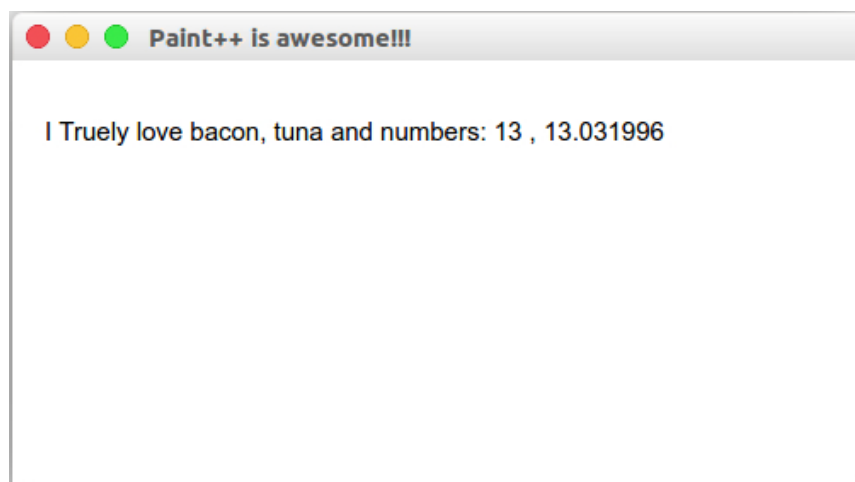 Paint++ is awesome!!!
I Truely love bacon, tuna and numbers: 13 , 13.031996